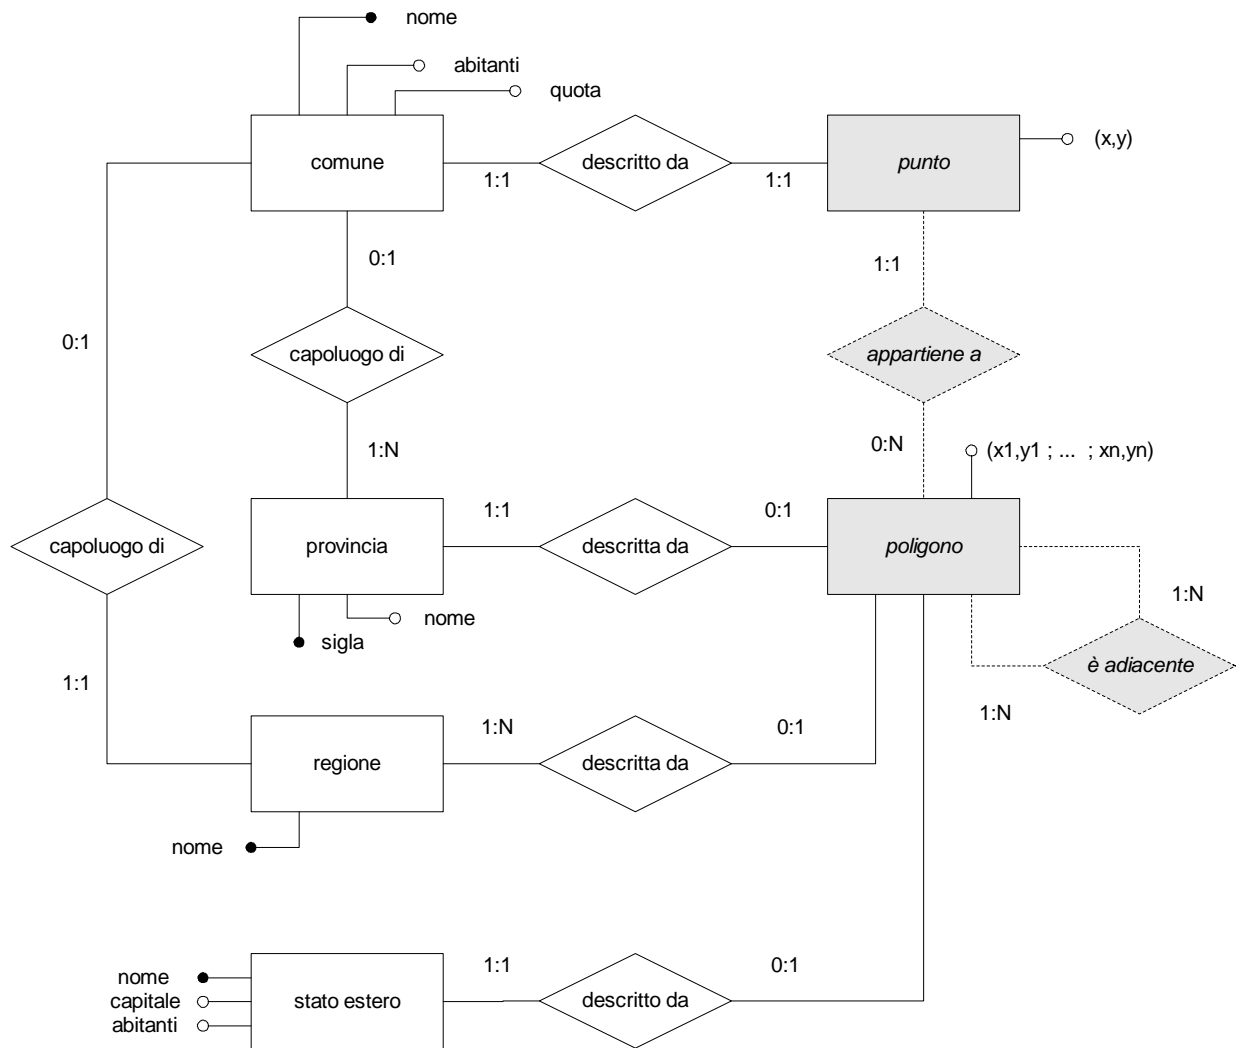 nome
abitanti
quota
comune
1:1
descritto da
1:1
punto
(x,y)
0:1
1:1
0:1
capoluogo di
appartiene a
1:N
0:N
(x1,y1 ; ... ; xn,yn)
capoluogo di
provincia
1:1
descritta da
0:1
poligono
sigla
nome
1:N
è adiacente
1:N
1:1
regione
1:N
descritta da
0:1
nome
nome
capitale
abitanti
stato estero
1:1
descritto da
0:1